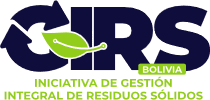 GIRS
BOLIVIA
INICIATIVA DE GESTIÓN
INTEGRAL DE RESIDUOS SÓLIDOS